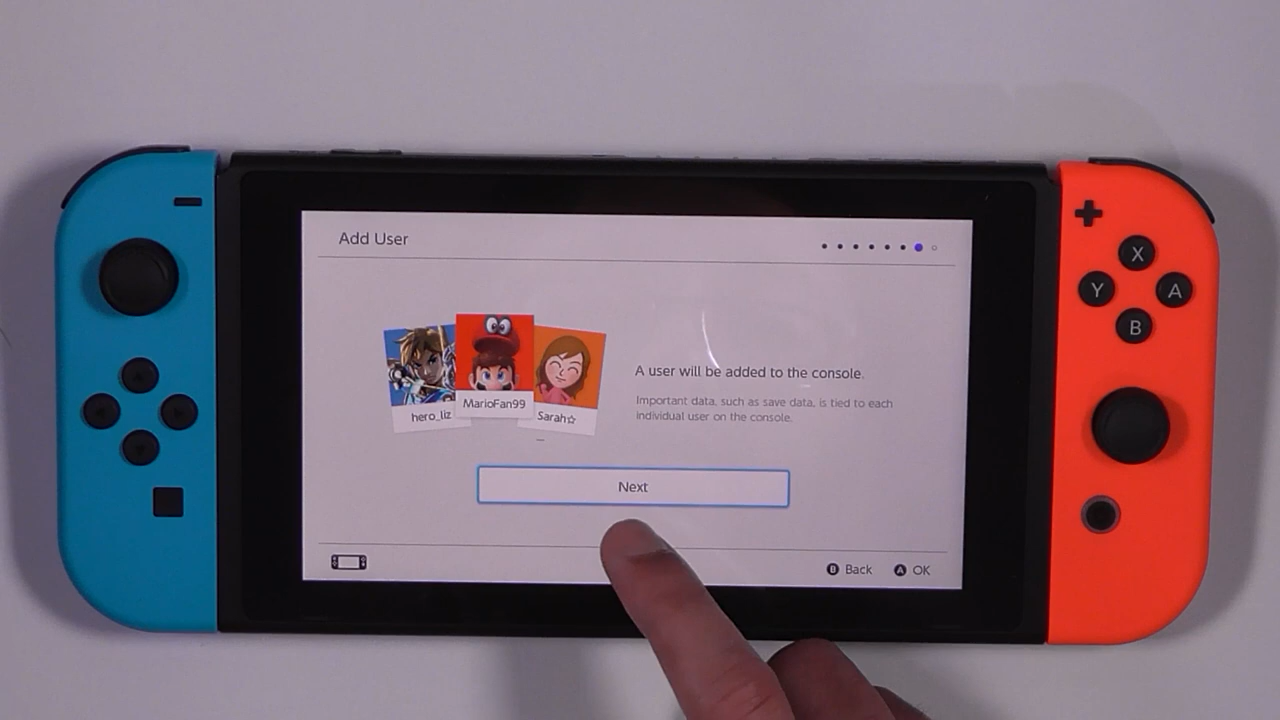 Add User
hero_liz
MarioFan99
Sarah☆
A user will be added to the console.
Important data, such as save data, is tied to each
individual user on the console.
Next
B Back
A OK
X
Y
A
B